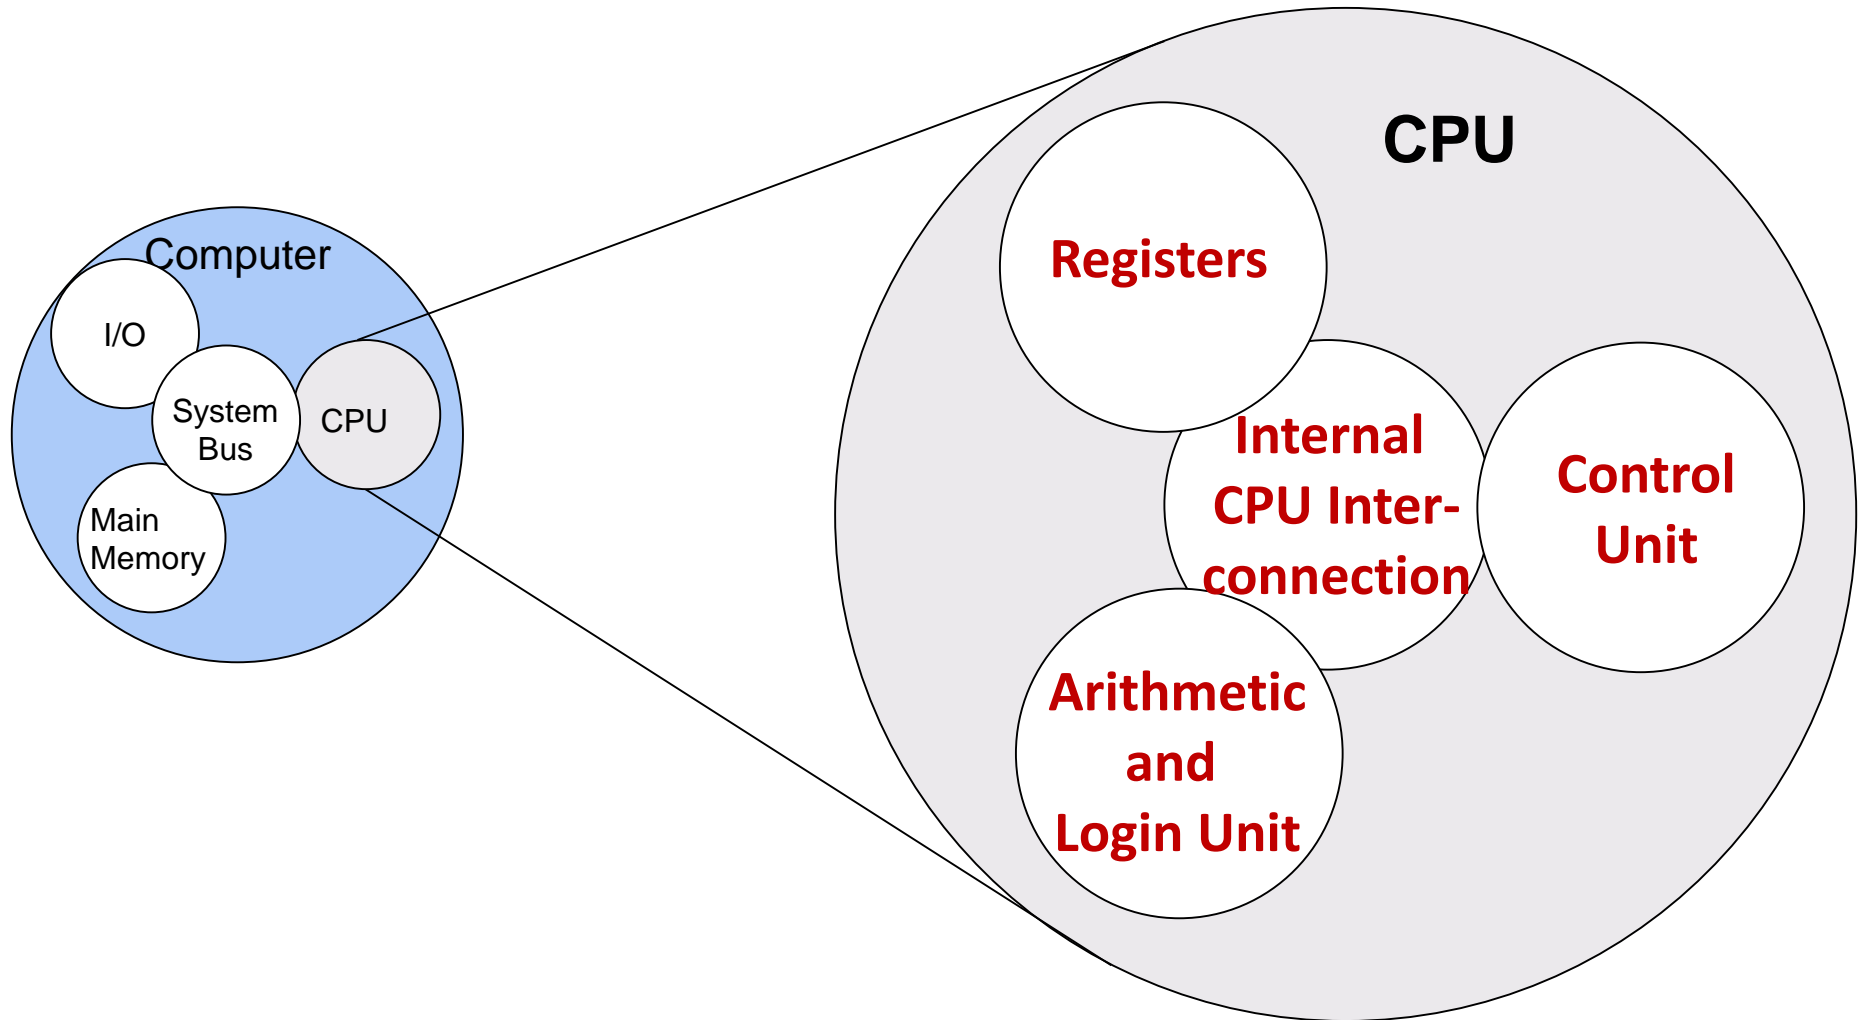 Computer
I/O
System
Bus
CPU
Main
Memory
CPU
Registers
Internal
CPU Inter-
connection
Control
Unit
Arithmetic
and
Login Unit